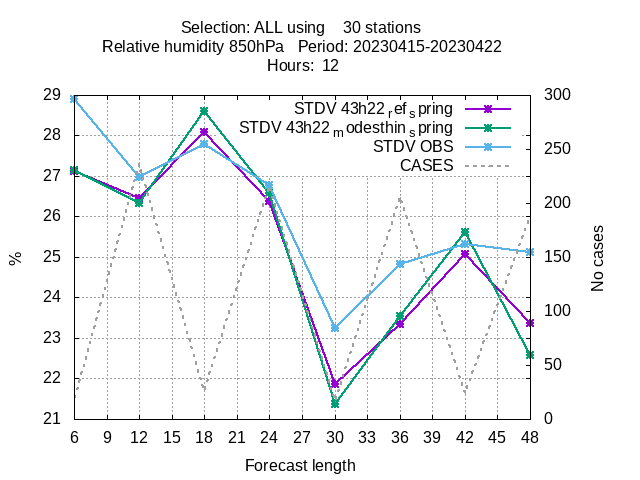 Selection: ALL using    30 stations
Relative humidity 850hPa   Period: 20230415-20230422
Hours:  12
STDV 43h22 ref spring
STDV 43h22 modesthin spring
STDV OBS
CASES
29
28
27
26
25
24
23
22
21
300
250
200
150
100
50
0
%
No cases
6 9 12 15 18 21 24 27 30 33 36 39 42 45 48
Forecast length